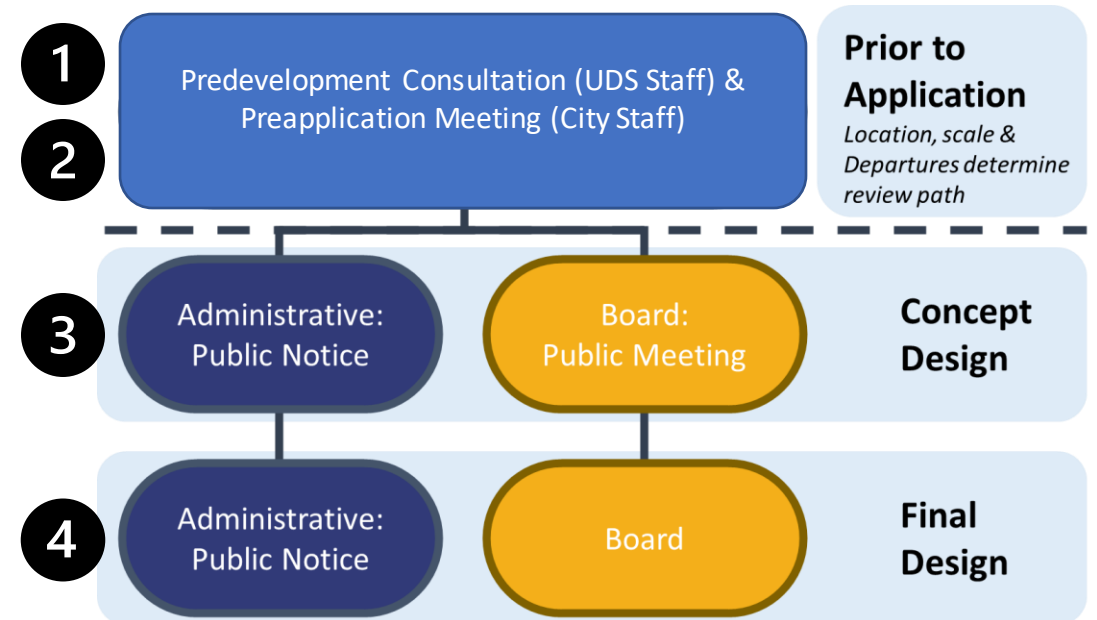 1
2
Predevelopment Consultation (UDS Staff) &
Preapplication Meeting (City Staff)
Prior to
Application
Location, scale &
Departures determine
review path
3
Administrative:
Public Notice
Board:
Public Meeting
Concept
Design
4
Administrative:
Public Notice
Board
Final
Design